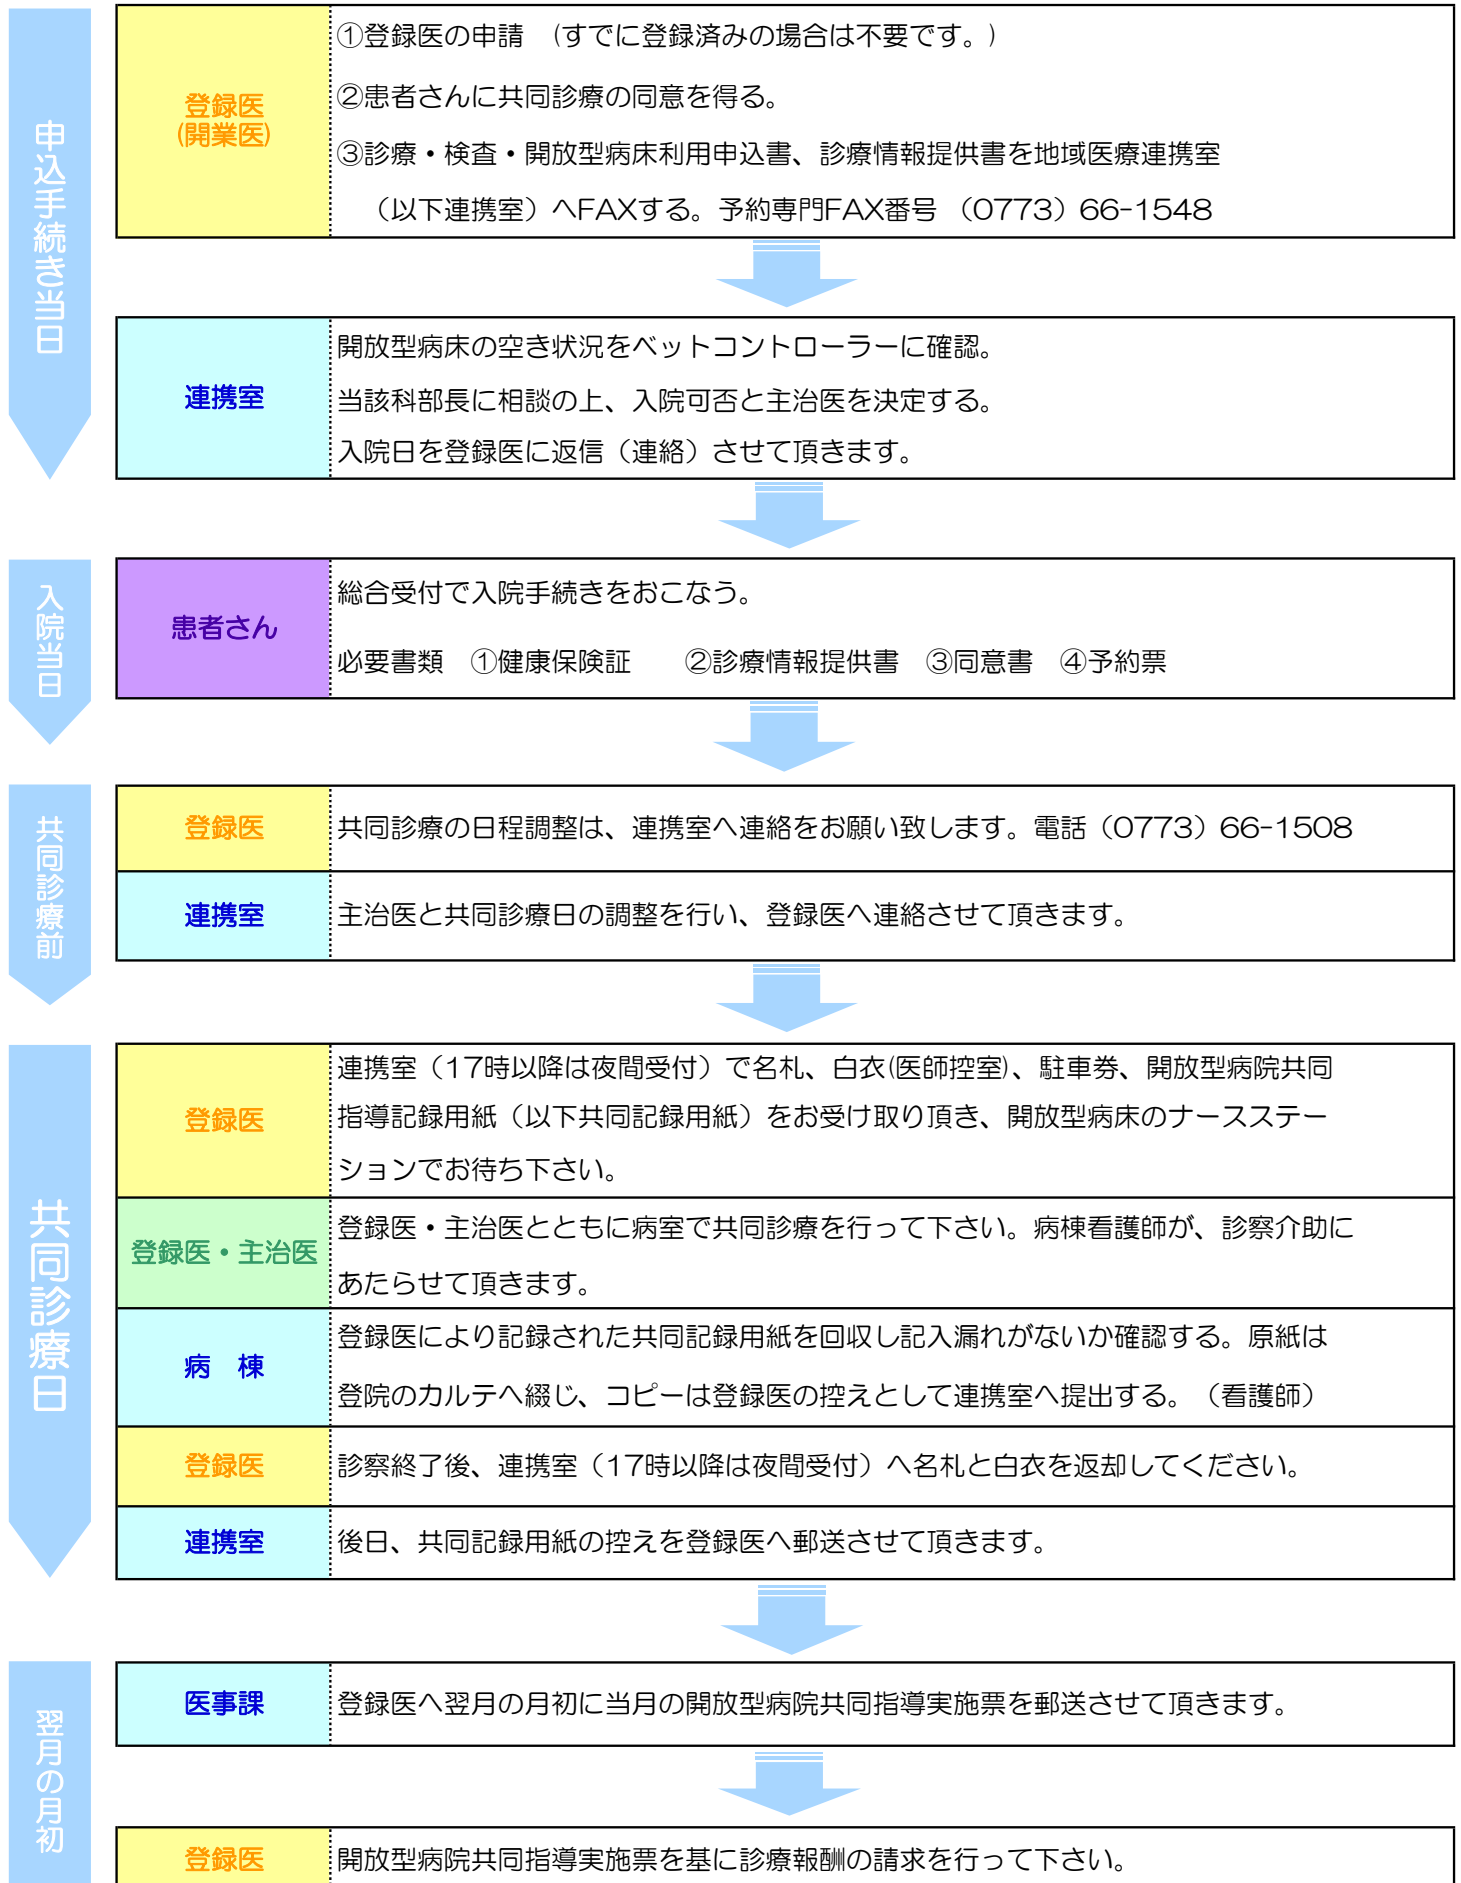 申込手続き当日
登録医
(開業医)
①登録医の申請　(すでに登録済みの場合は不要です。)
②患者さんに共同診療の同意を得る。
③診療・検査・開放型病床利用申込書、診療情報提供書を地域医療連携室
（以下連携室）へFAXする。予約専門FAX番号 （0773）66-1548
連携室
開放型病床の空き状況をベットコントローラーに確認。
当該科部長に相談の上、入院可否と主治医を決定する。
入院日を登録医に返信（連絡）させて頂きます。
入院当日
患者さん
総合受付で入院手続きをおこなう。
必要書類　①健康保険証　　②診療情報提供書　③同意書　④予約票
共同診療前
登録医
共同診療の日程調整は、連携室へ連絡をお願い致します。電話（0773）66-1508
連携室
主治医と共同診療日の調整を行い、登録医へ連絡させて頂きます。
共同診療日
登録医
連携室（17時以降は夜間受付）で名札、白衣(医師控室)、駐車券、開放型病院共同
指導記録用紙（以下共同記録用紙）をお受け取り頂き、開放型病床のナースステー
ションでお待ち下さい。
登録医・主治医
登録医・主治医とともに病室で共同診療を行って下さい。病棟看護師が、診察介助に
あたらせて頂きます。
病　棟
登録医により記録された共同記録用紙を回収し記入漏れがないか確認する。原紙は
登院のカルテへ綴じ、コピーは登録医の控えとして連携室へ提出する。（看護師）
登録医
診察終了後、連携室（17時以降は夜間受付）へ名札と白衣を返却してください。
連携室
後日、共同記録用紙の控えを登録医へ郵送させて頂きます。
翌月の月初
医事課
登録医へ翌月の月初に当月の開放型病院共同指導実施票を郵送させて頂きます。
登録医
開放型病院共同指導実施票を基に診療報酬の請求を行って下さい。